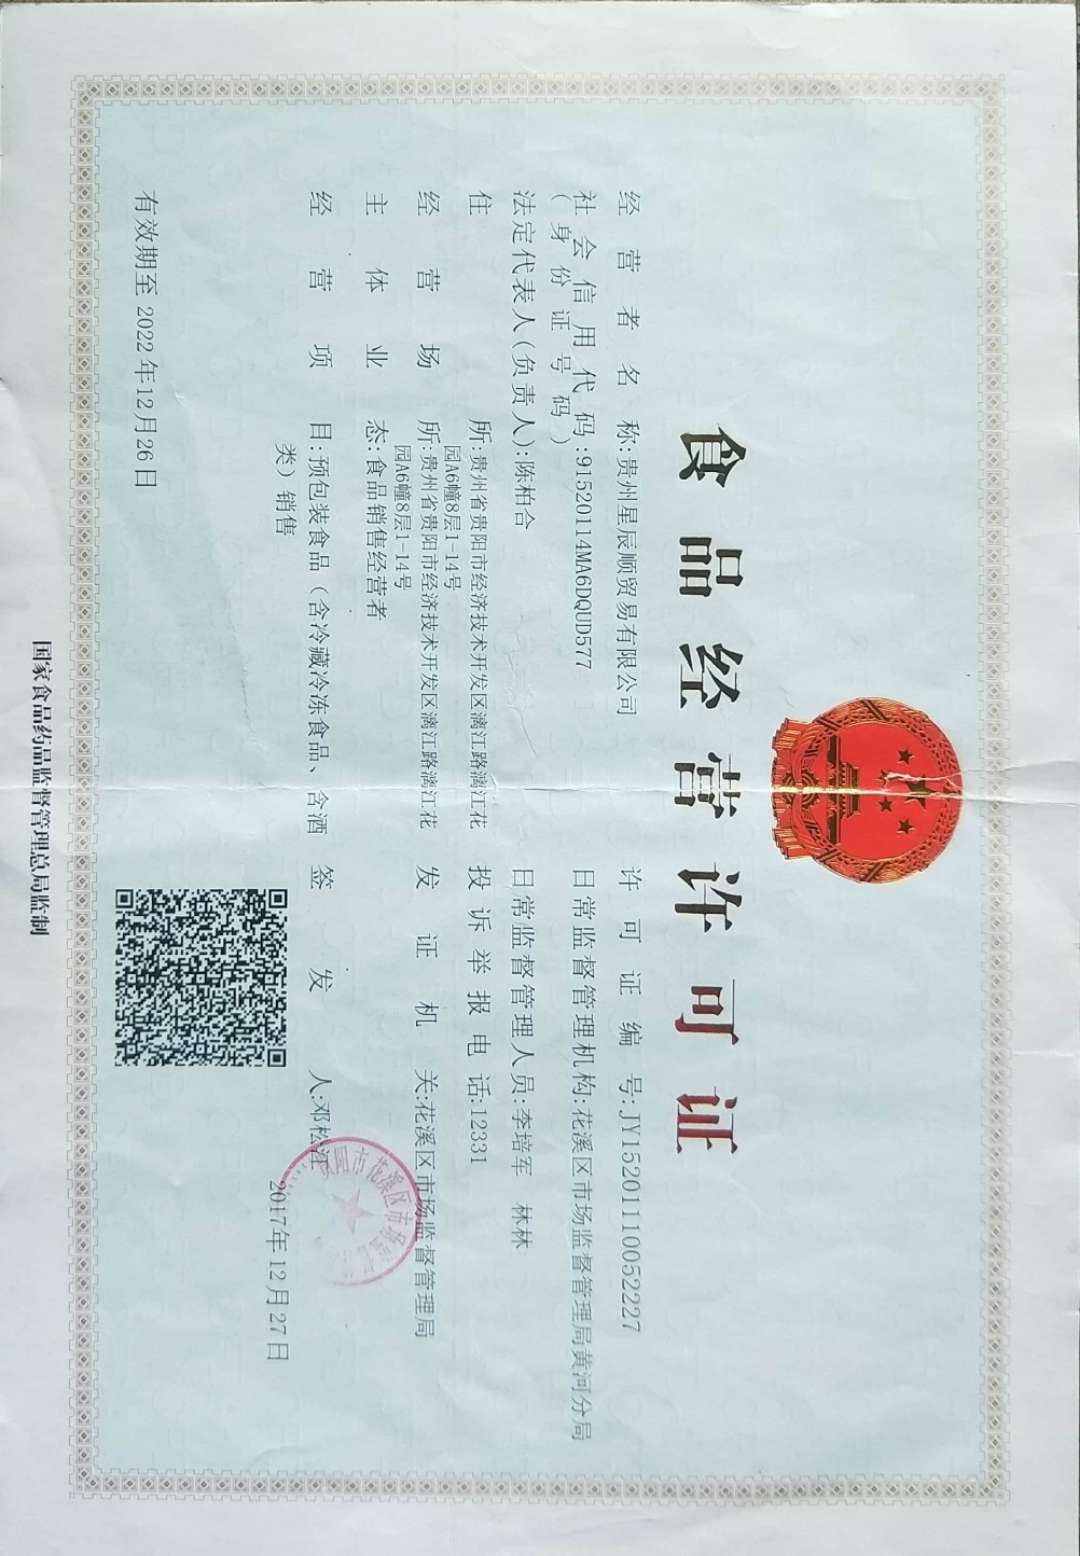 食品经营许可证
经营者名称:贵州星辰顺贸易有限公司
社会信用代码:91520114MA6DQUD577
(身份证号码)
法定代表人(负责人):陈柏合
住所:贵州省贵阳市经济技术开发区漓江路漓江花
园A6幢8层1-14号
经营场所:贵州省贵阳市经济技术开发区漓江路漓江花
园A6幢8层1-14号
主体业态:食品销售经营者
经营项目:预包装食品（含冷藏冷冻食品、含酒
类）销售
有效期至 2022年12月26日
许可证编号:JY15201110052227
日常监督管理机构:花溪区市场监督管理局黄河分局
日常监督管理人员:李培军 林林
投诉举报电话:12331
发证机关:花溪区市场监督管理局
签发人:邓松
2017年12月27日
国家食品药品监督管理总局监制